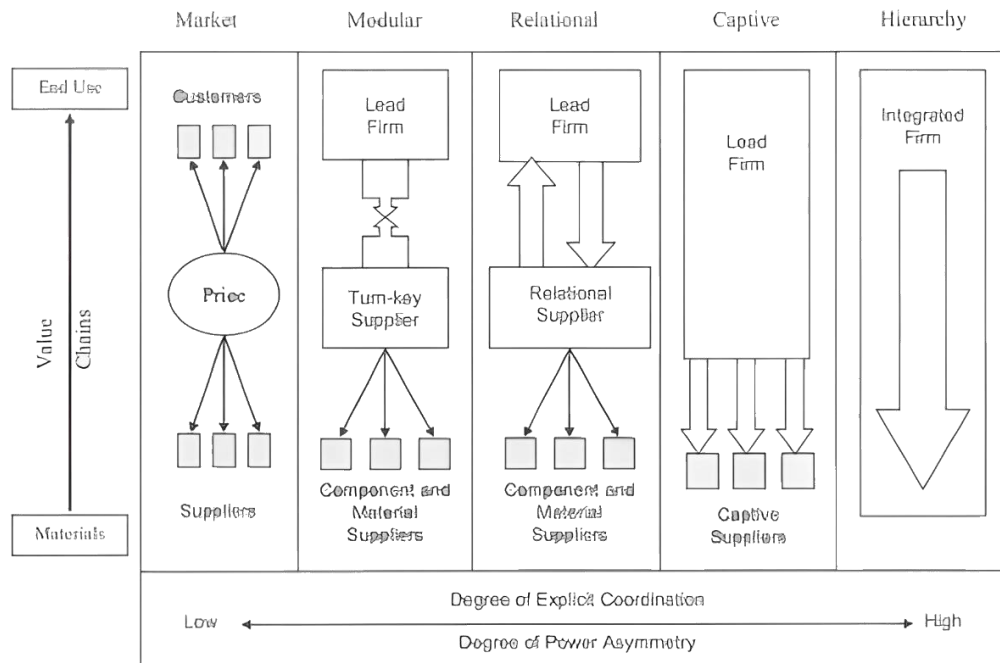 Market
Modular
Relational
Captive
Hierarchy
End Use
Value
Chains
Materials
Customers
Price
Suppliers
Lead
Firm
Turn-key
Supplier
Component and
Material
Suppliers
Lead
Firm
Relational
Supplier
Component and
Material
Suppliers
Lead
Firm
Captive
Suppliers
Integrated
Firm
Degree of Explicit Coordination
Low
High
Degree of Power Asymmetry